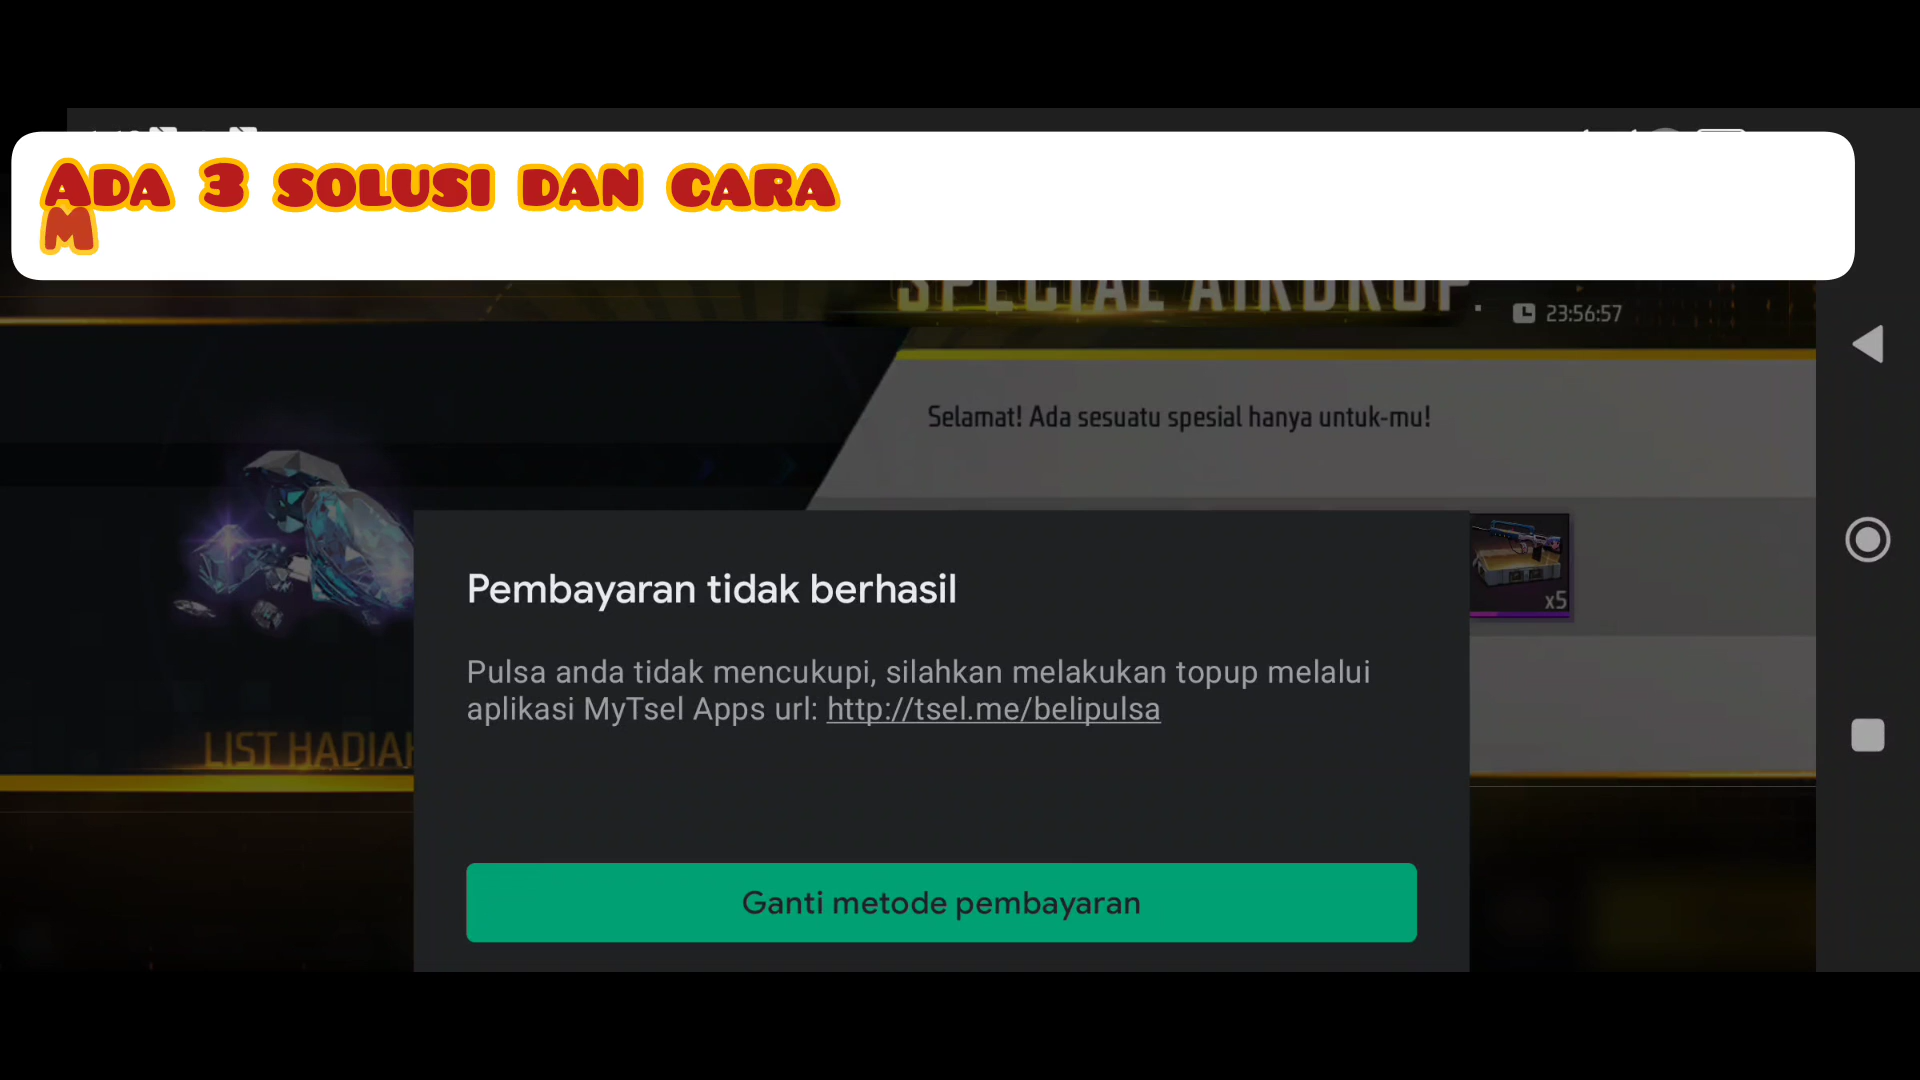 Ada 3 solusi dan cara
M
SPECIAL AIRDROP
23:56:57
Selamat! Ada sesuatu spesial hanya untuk-mu!
x5
Pembayaran tidak berhasil
Pulsa anda tidak mencukupi, silahkan melakukan topup melalui
aplikasi MyTsel Apps url: http://tsel.me/belipulsa
LIST HADIAH
Ganti metode pembayaran